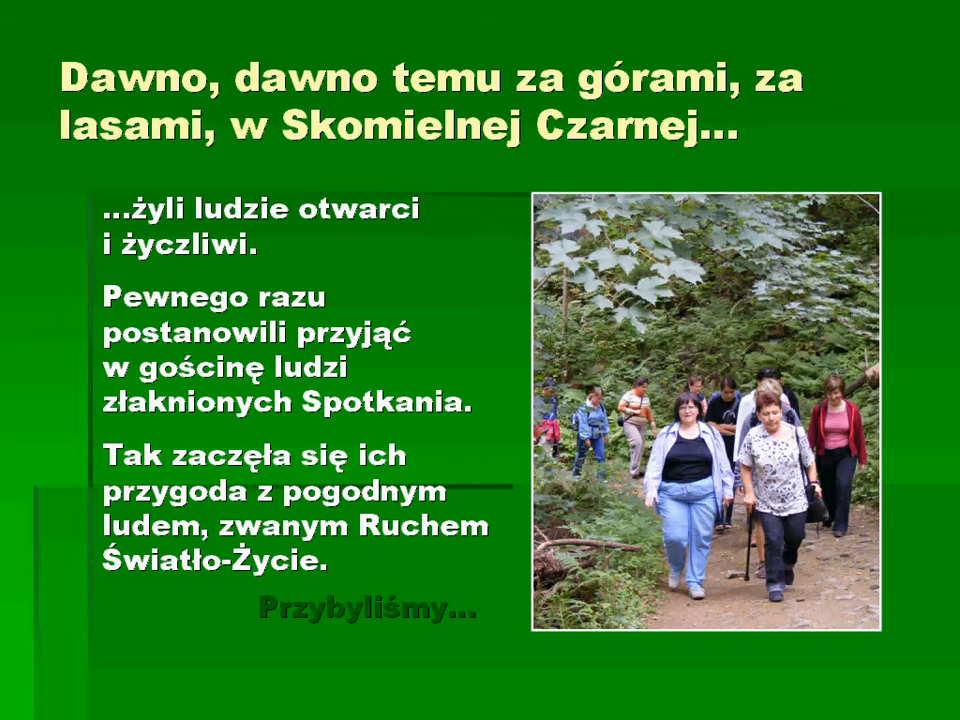 Dawno, dawno temu za górami, za
lasami, w Skomielnej Czarnej...
...żyli ludzie otwarci
i życzliwi.
Pewnego razu
postanowili przyjąć
w gościnę ludzi
złaknionych Spotkania.
Tak zaczęła się ich
przygoda z pogodnym
ludem, zwanym Ruchem
Światło-Życie.
Przybyliśmy...